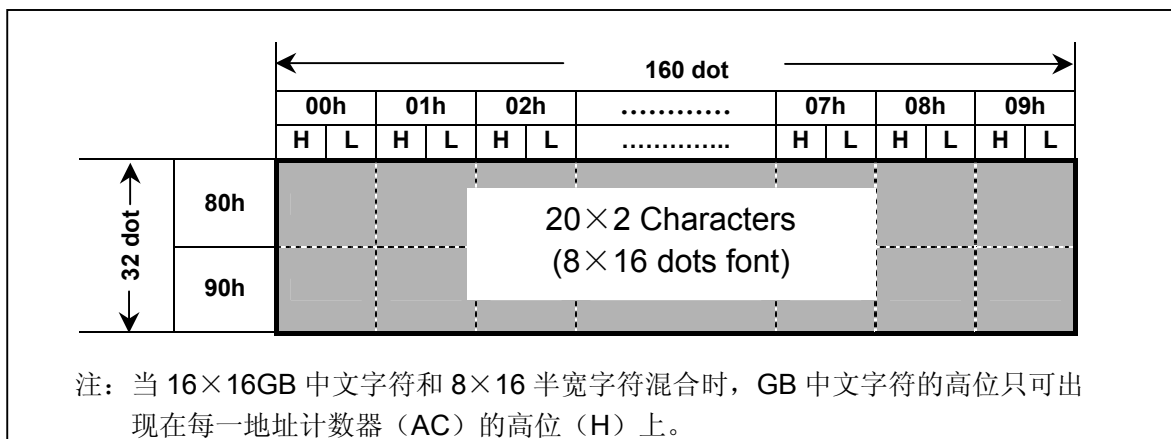 160 dot
00h 01h 02h ………… 07h 08h 09h
H L H L H L ………….. H L H L H L
32 dot
80h
90h
20×2 Characters
(8×16 dots font)
注：当 16×16GB 中文字符和 8×16 半宽字符混合时，GB 中文字符的高位只可出
现在每一地址计数器（AC）的高位（H）上。